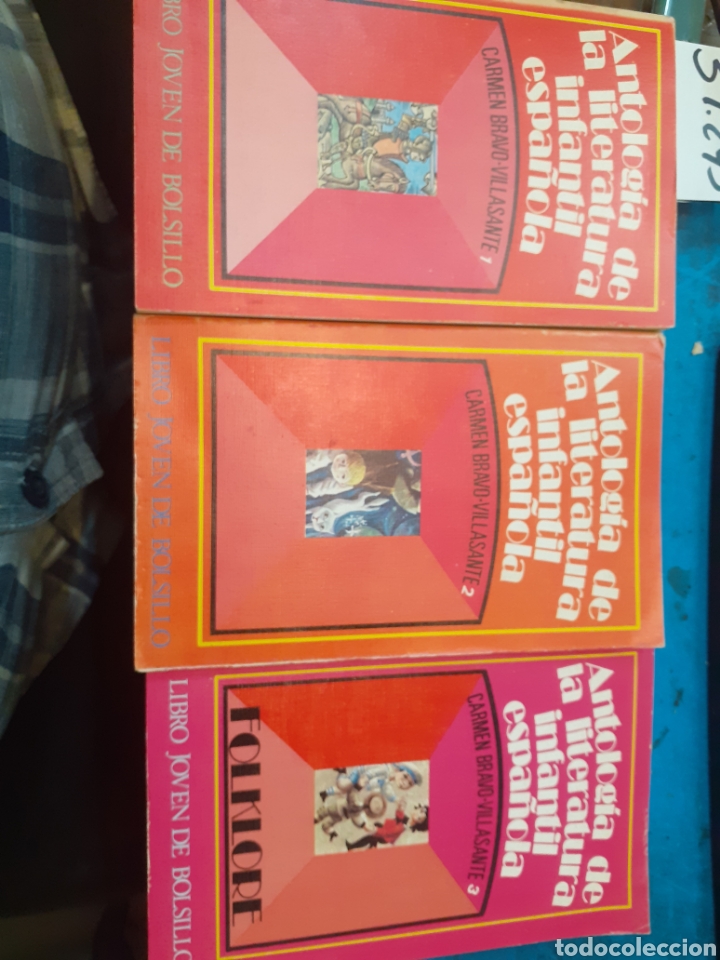 Antología de
la literatura
infantil
española
CARMEN BRAVO-VILLASANTE 1
LIBRO JOVEN DE BOLSILLO
Antología de
la literatura
infantil
española
CARMEN BRAVO-VILLASANTE 2
LIBRO JOVEN DE BOLSILLO
Antología de
la literatura
infantil
española
CARMEN BRAVO-VILLASANTE 3
FOLKLORE
LIBRO JOVEN DE BOLSILLO
todocoleccion